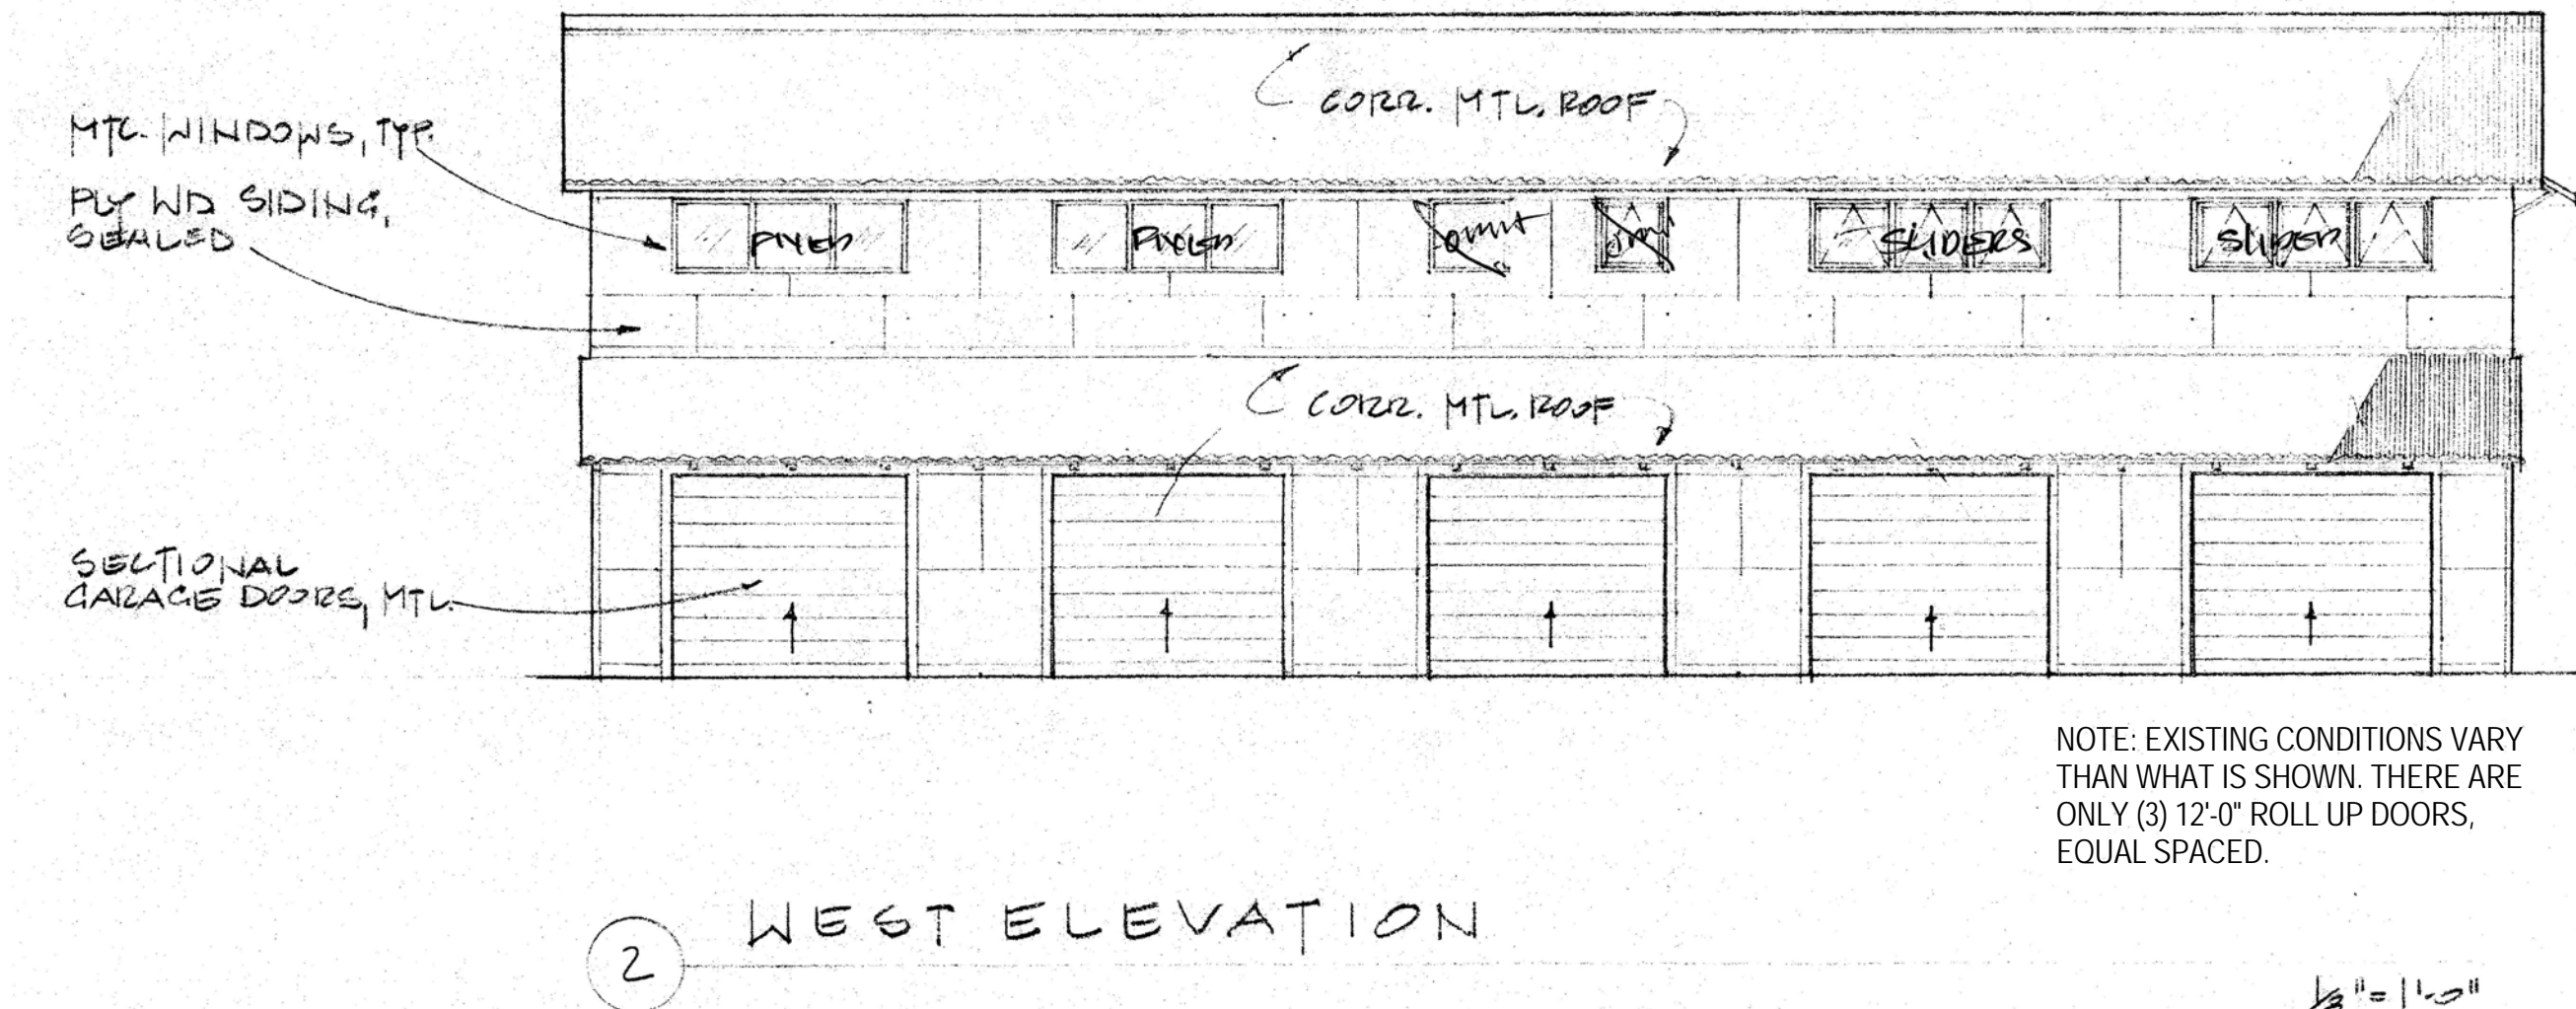 CORR. MTL. ROOF
MTL. WINDOWS, TYP.
PLY WD SIDING,
SEALED
FIXED
FIXED
omit
omit
SLIDERS
SLIDER
CORR. MTL. ROOF
SECTIONAL
GARAGE DOORS, MTL.
NOTE: EXISTING CONDITIONS VARY
THAN WHAT IS SHOWN. THERE ARE
ONLY (3) 12'-0" ROLL UP DOORS,
EQUAL SPACED.
2 WEST ELEVATION
1/8" = 1'-0"